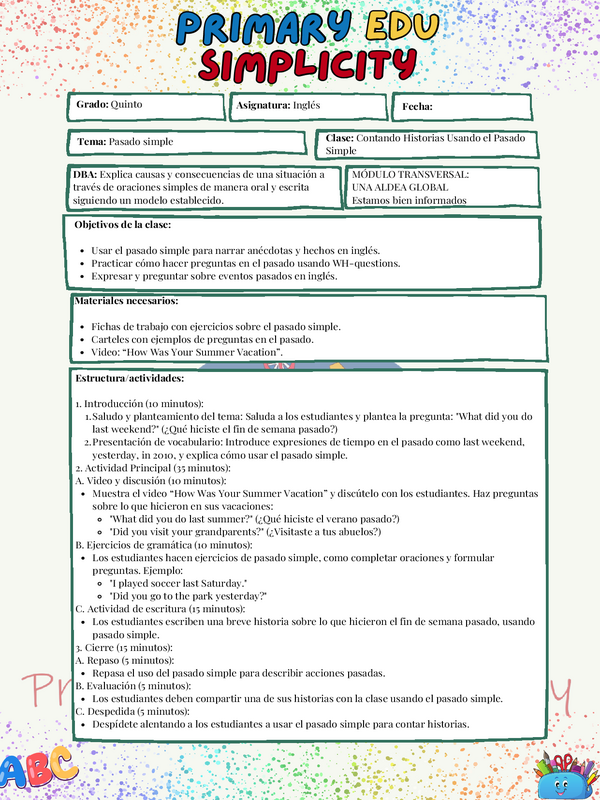 PRIMARY EDU
SIMPLICITY
Grado: Quinto
Asignatura: Inglés
Fecha:
Tema: Pasado simple
Clase: Contando Historias Usando el Pasado
Simple
DBA: Explica causas y consecuencias de una situación a
través de oraciones simples de manera oral y escrita
siguiendo un modelo establecido.
MÓDULO TRANSVERSAL:
UNA ALDEA GLOBAL
Estamos bien informados
Objetivos de la clase:
• Usar el pasado simple para narrar anécdotas y hechos en inglés.
• Practicar cómo hacer preguntas en el pasado usando WH-questions.
• Expresar y preguntar sobre eventos pasados en inglés.
Materiales necesarios:
• Fichas de trabajo con ejercicios sobre el pasado simple.
• Carteles con ejemplos de preguntas en el pasado.
• Video: “How Was Your Summer Vacation”.
Estructura/actividades:
1. Introducción (10 minutos):
1. Saludo y planteamiento del tema: Saluda a los estudiantes y plantea la pregunta: "What did you do
last weekend?" (¿Qué hiciste el fin de semana pasado?)
2. Presentación de vocabulario: Introduce expresiones de tiempo en el pasado como last weekend,
yesterday, in 2010, y explica cómo usar el pasado simple.
2. Actividad Principal (35 minutos):
A. Video y discusión (10 minutos):
• Muestra el video “How Was Your Summer Vacation” y discútelo con los estudiantes. Haz preguntas
sobre lo que hicieron en sus vacaciones:
◦ "What did you do last summer?" (¿Qué hiciste el verano pasado?)
◦ "Did you visit your grandparents?" (¿Visitaste a tus abuelos?)
B. Ejercicios de gramática (10 minutos):
• Los estudiantes hacen ejercicios de pasado simple, como completar oraciones y formular
preguntas. Ejemplo:
◦ "I played soccer last Saturday."
◦ "Did you go to the park yesterday?"
C. Actividad de escritura (15 minutos):
• Los estudiantes escriben una breve historia sobre lo que hicieron el fin de semana pasado, usando
pasado simple.
3. Cierre (15 minutos):
A. Repaso (5 minutos):
• Repasa el uso del pasado simple para describir acciones pasadas.
B. Evaluación (5 minutos):
• Los estudiantes deben compartir una de sus historias con la clase usando el pasado simple.
C. Despedida (5 minutos):
• Despídete alentando a los estudiantes a usar el pasado simple para contar historias.
ABC